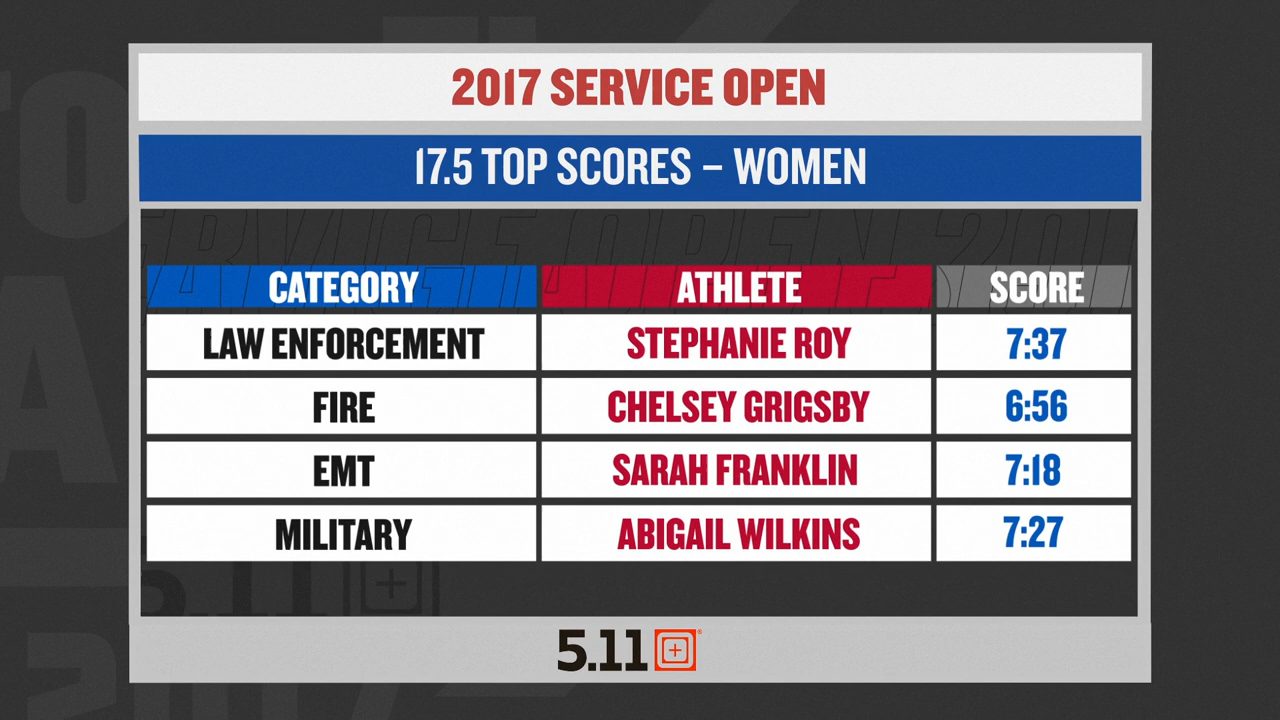 2017 SERVICE OPEN
17.5 TOP SCORES – WOMEN
CATEGORY ATHLETE SCORE
LAW ENFORCEMENT STEPHANIE ROY 7:37
FIRE CHELSEY GRIGSBY 6:56
EMT SARAH FRANKLIN 7:18
MILITARY ABIGAIL WILKINS 7:27
5.11